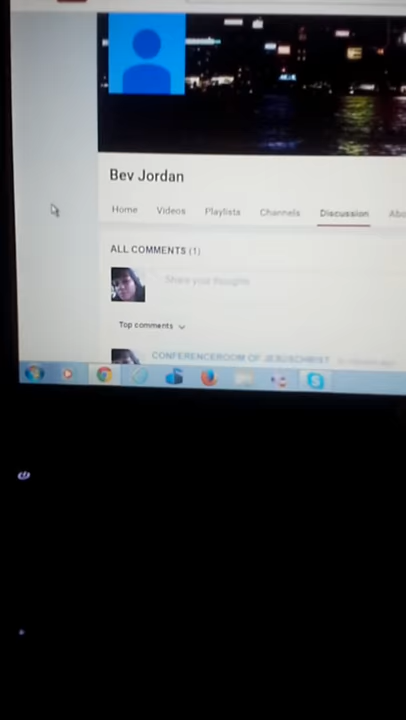 Bev Jordan
Home Videos Playlists Channels Discussion Abo
ALL COMMENTS (1)
Share your thoughts
Top comments
CONFERENCEROOM OF JESUSCHRIST